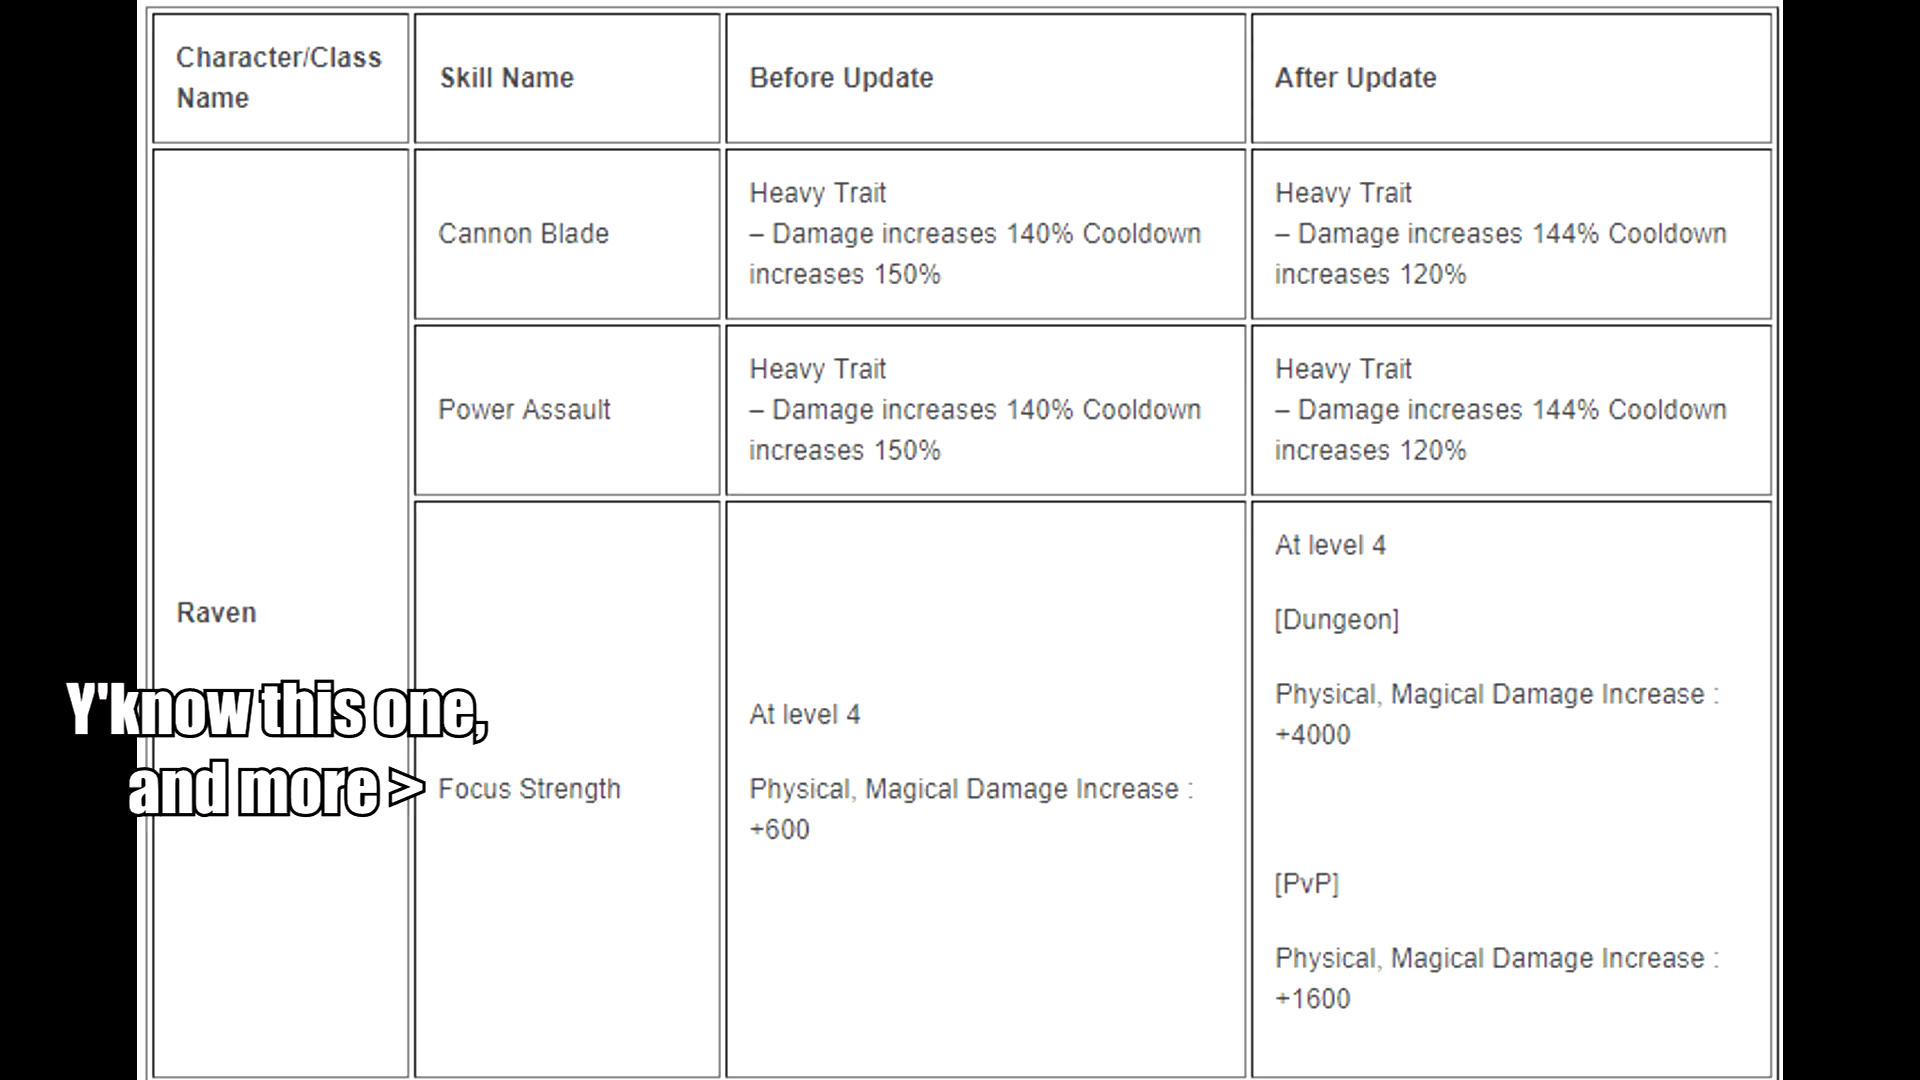 Character/Class
Name
Skill Name
Before Update
After Update
Raven
Cannon Blade
Heavy Trait
– Damage increases 140% Cooldown
increases 150%
Heavy Trait
– Damage increases 144% Cooldown
increases 120%
Power Assault
Heavy Trait
– Damage increases 140% Cooldown
increases 150%
Heavy Trait
– Damage increases 144% Cooldown
increases 120%
Focus Strength
At level 4
Physical, Magical Damage Increase :
+600
At level 4
[Dungeon]
Physical, Magical Damage Increase :
+4000
[PvP]
Physical, Magical Damage Increase :
+1600
Y'know this one,
and more >